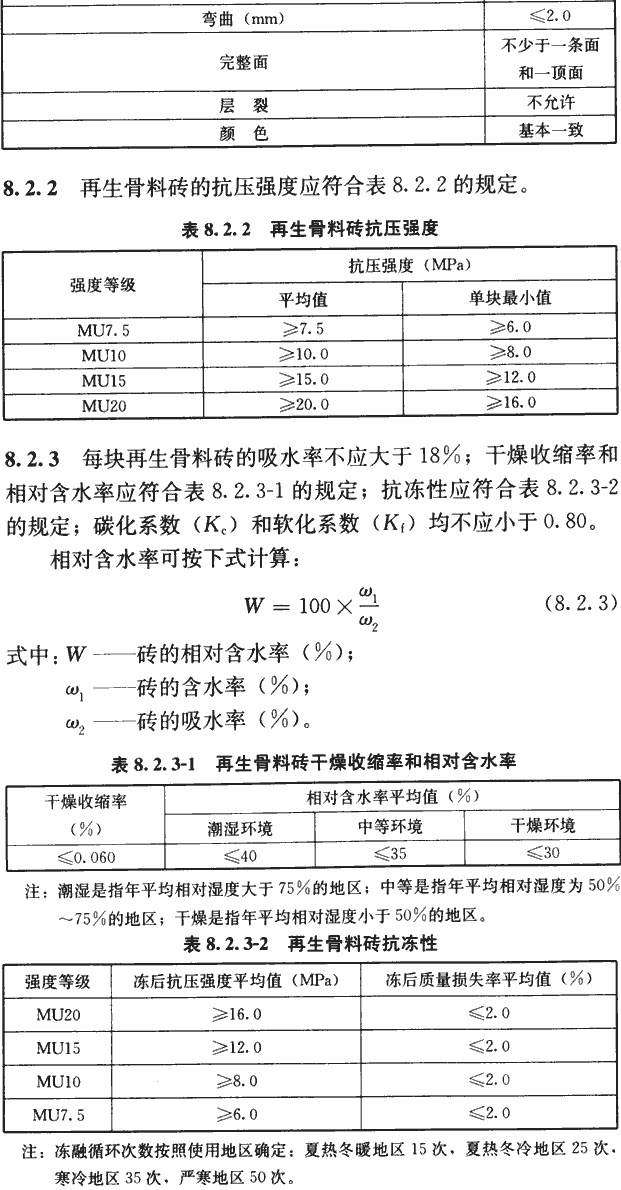 弯曲（mm） ≤2.0
完整面 不少于一条面
和一顶面
层 裂 不允许
颜 色 基本一致
8.2.2 再生骨料砖的抗压强度应符合表 8.2.2 的规定。
表 8.2.2 再生骨料砖抗压强度
强度等级 抗压强度（MPa）
平均值 单块最小值
MU7.5 ≥7.5 ≥6.0
MU10 ≥10.0 ≥8.0
MU15 ≥15.0 ≥12.0
MU20 ≥20.0 ≥16.0
8.2.3 每块再生骨料砖的吸水率不应大于 18%；干燥收缩率和
相对含水率应符合表 8.2.3-1 的规定；抗冻性应符合表 8.2.3-2
的规定；碳化系数（Kc）和软化系数（Kf）均不应小于 0.80。
相对含水率可按下式计算：
W = 100 × ω1/ω2 (8.2.3)
式中：W ——砖的相对含水率（%）；
ω1 ——砖的含水率（%）；
ω2 ——砖的吸水率（%）。
表 8.2.3-1 再生骨料砖干燥收缩率和相对含水率
干燥收缩率 相对含水率平均值（%）
（%） 潮湿环境 中等环境 干燥环境
≤0.060 ≤40 ≤35 ≤30
注：潮湿是指年平均相对湿度大于 75%的地区；中等是指年平均相对湿度为 50%
～75%的地区；干燥是指年平均相对湿度小于 50%的地区。
表 8.2.3-2 再生骨料砖抗冻性
强度等级 冻后抗压强度平均值（MPa） 冻后质量损失率平均值（%）
MU20 ≥16.0 ≤2.0
MU15 ≥12.0 ≤2.0
MU10 ≥8.0 ≤2.0
MU7.5 ≥6.0 ≤2.0
注：冻融循环次数按照使用地区确定：夏热冬暖地区 15 次，夏热冬冷地区 25 次，
寒冷地区 35 次，严寒地区 50 次。